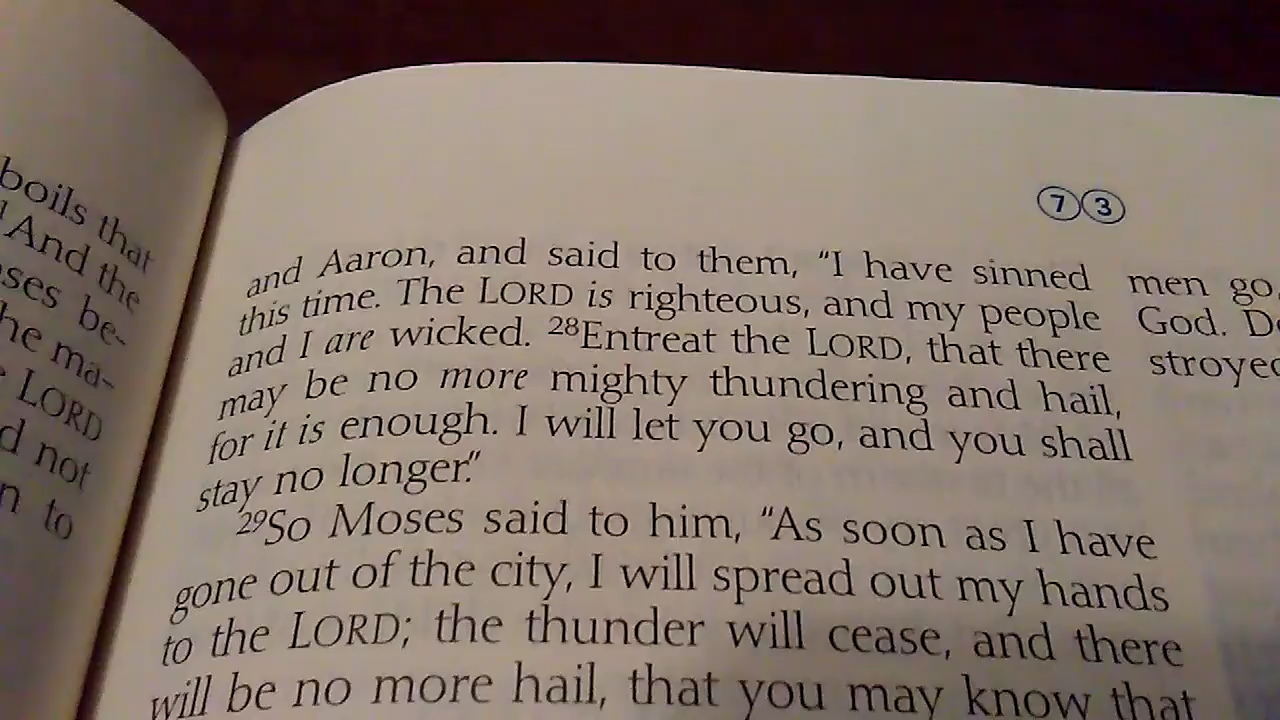 boils that
And the
ses be-
he ma-
LORD
d not
n to
7 3
and Aaron, and said to them, “I have sinned
this time. The LORD is righteous, and my people
and I are wicked. 28Entreat the LORD, that there
may be no more mighty thundering and hail,
for it is enough. I will let you go, and you shall
stay no longer.”
29So Moses said to him, “As soon as I have
gone out of the city, I will spread out my hands
to the LORD; the thunder will cease, and there
will be no more hail, that you may know that
men go,
God. D
stroyed